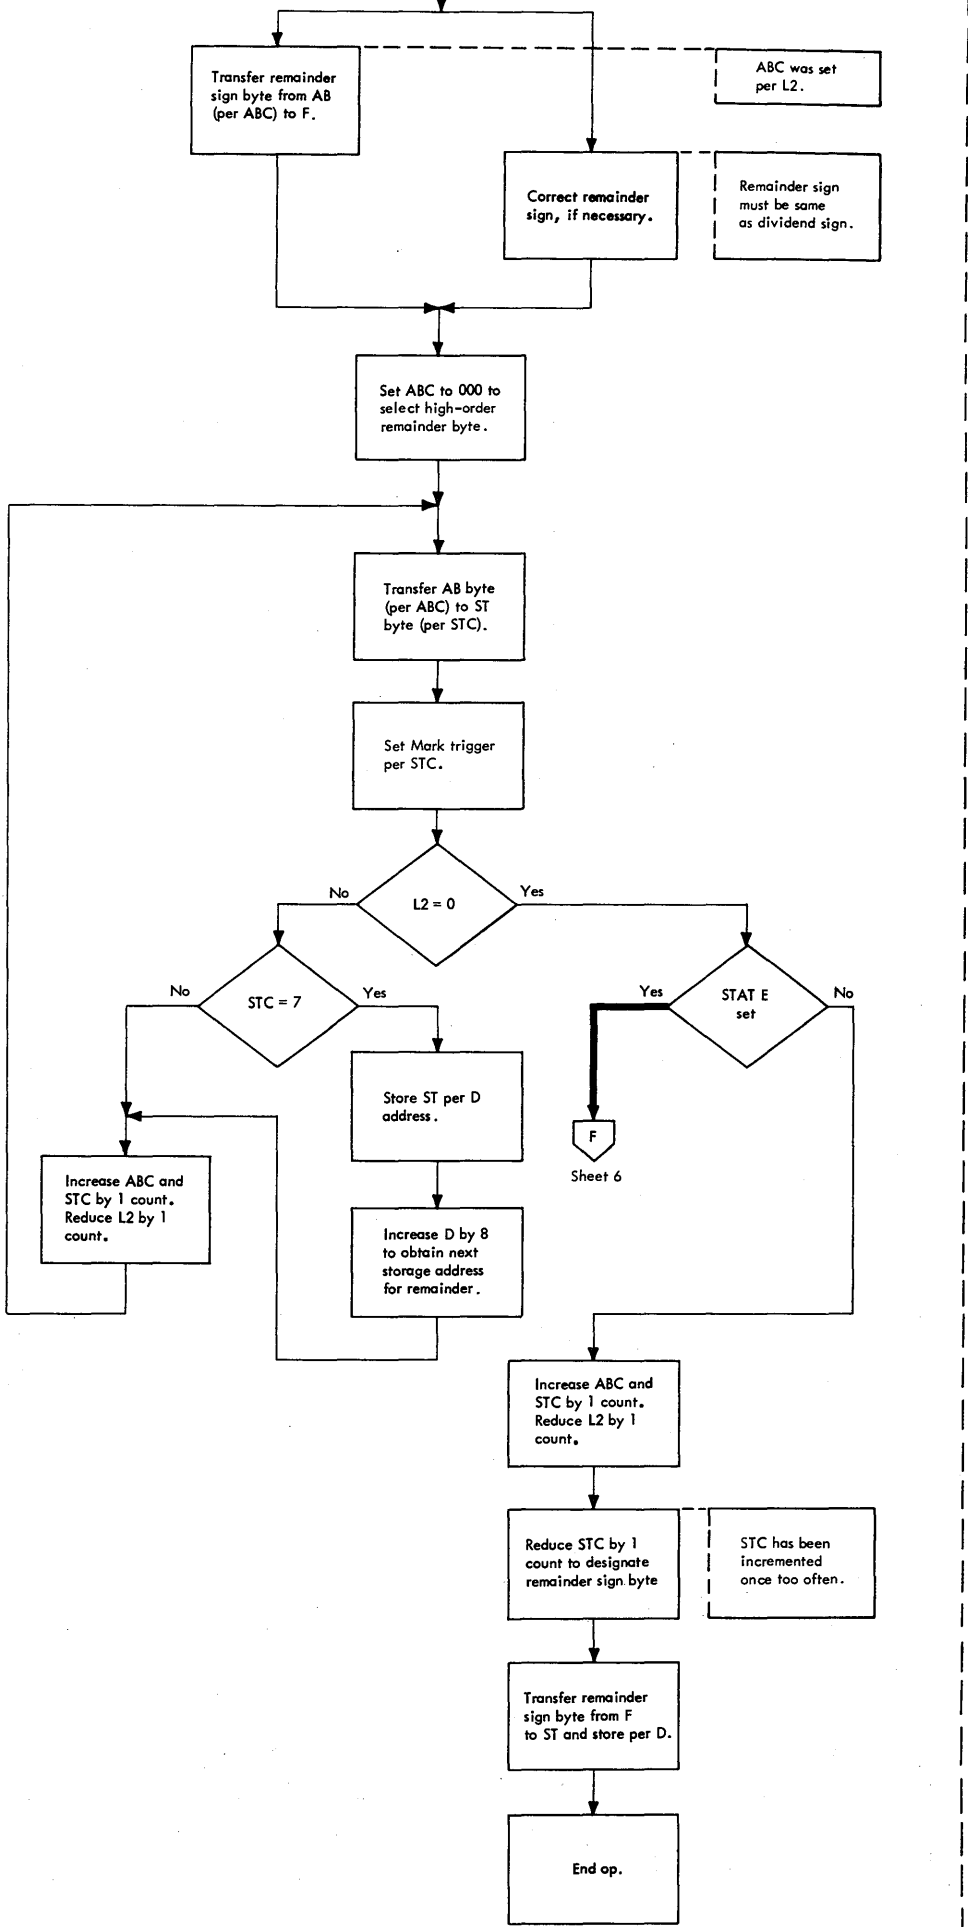 Transfer remainder
sign byte from AB
(per ABC) to F.
ABC was set
per L2.
Correct remainder
sign, if necessary.
Remainder sign
must be same
as dividend sign.
Set ABC to 000 to
select high-order
remainder byte.
Transfer AB byte
(per ABC) to ST
byte (per STC).
Set Mark trigger
per STC.
No
L2 = 0
Yes
No
STC = 7
Yes
Yes
STAT E
set
No
Store ST per D
address.
F
Sheet 6
Increase ABC and
STC by 1 count.
Reduce L2 by 1
count.
Increase D by 8
to obtain next
storage address
for remainder.
Increase ABC and
STC by 1 count.
Reduce L2 by 1
count.
Reduce STC by 1
count to designate
remainder sign byte
STC has been
incremented
once too often.
Transfer remainder
sign byte from F
to ST and store per D.
End op.